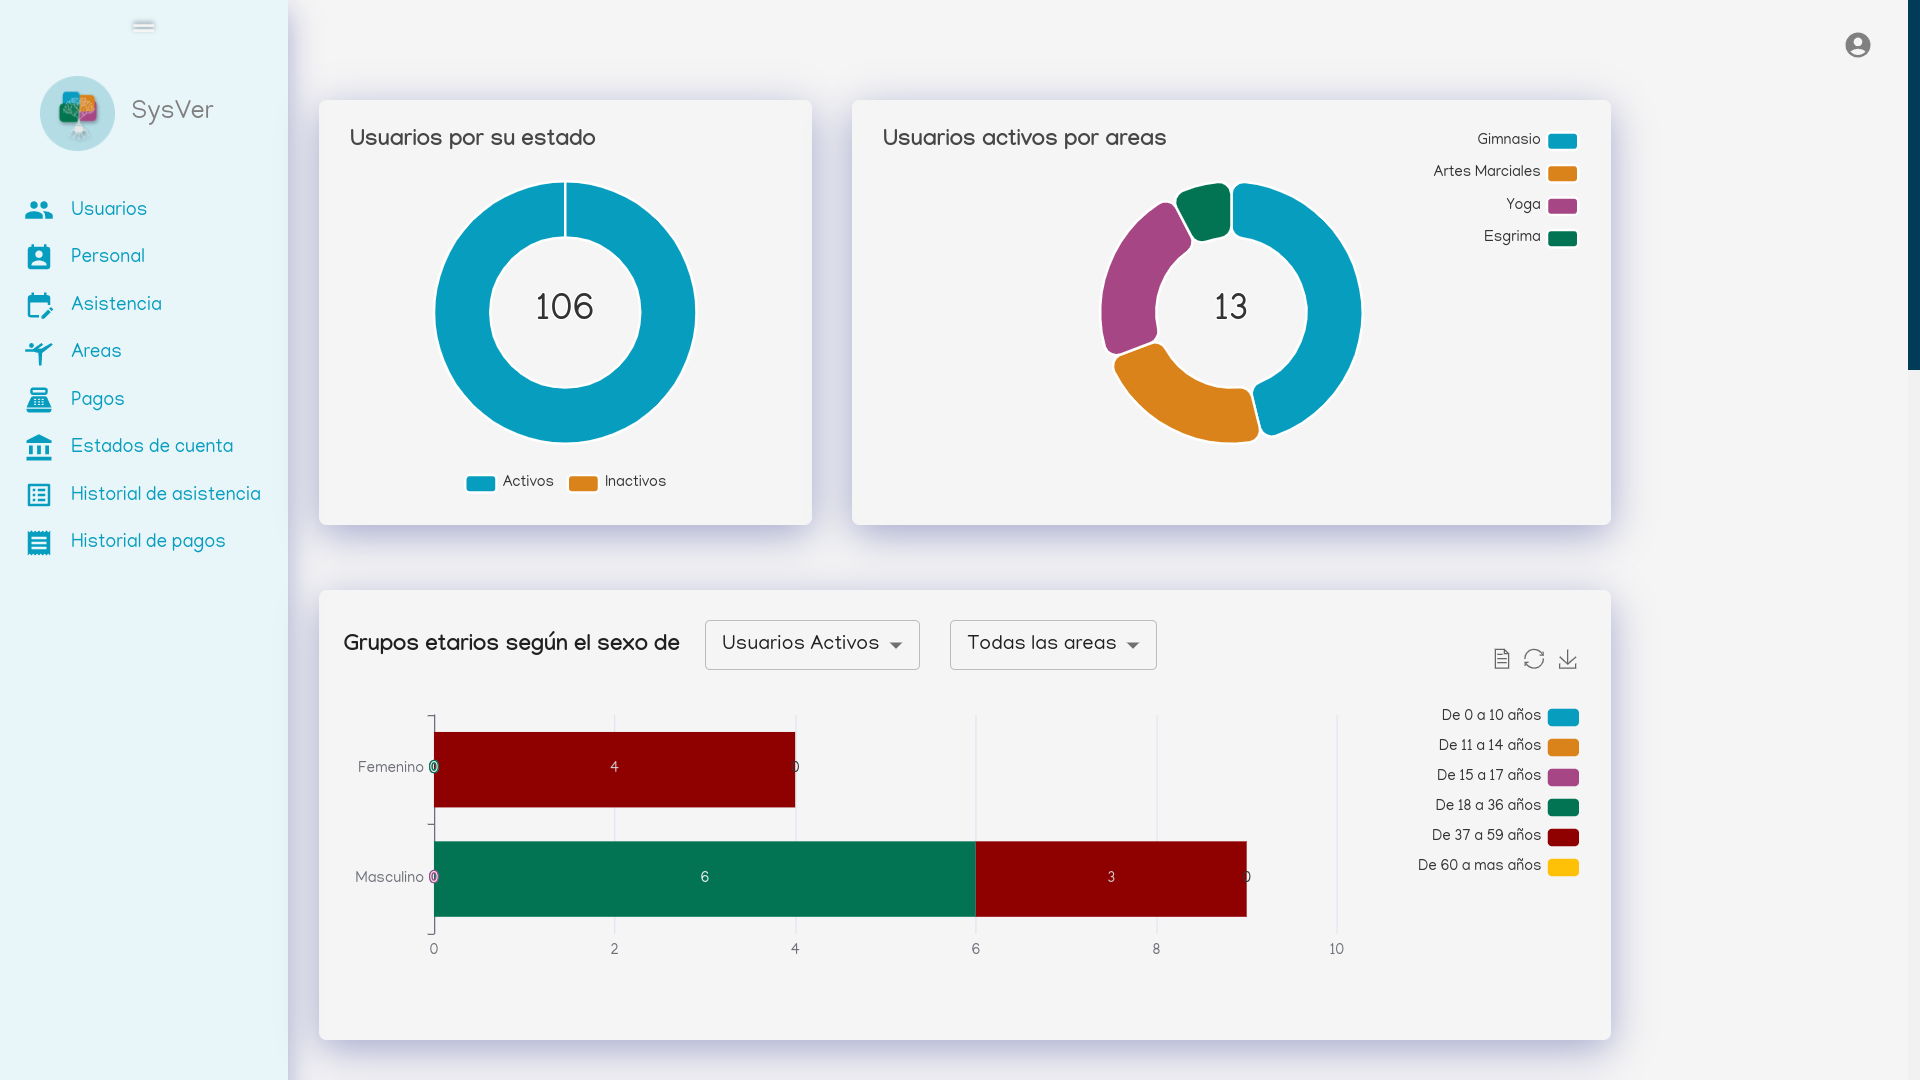 SysVer
Usuarios
Personal
Asistencia
Areas
Pagos
Estados de cuenta
Historial de asistencia
Historial de pagos
Usuarios por su estado
106
Activos Inactivos
Usuarios activos por areas
13
Gimnasio
Artes Marciales
Yoga
Esgrima
Grupos etarios según el sexo de Usuarios Activos Todas las areas
Femenino 0 4 0
Masculino 0 6 3 0
0 2 4 6 8 10
De 0 a 10 años
De 11 a 14 años
De 15 a 17 años
De 18 a 36 años
De 37 a 59 años
De 60 a mas años